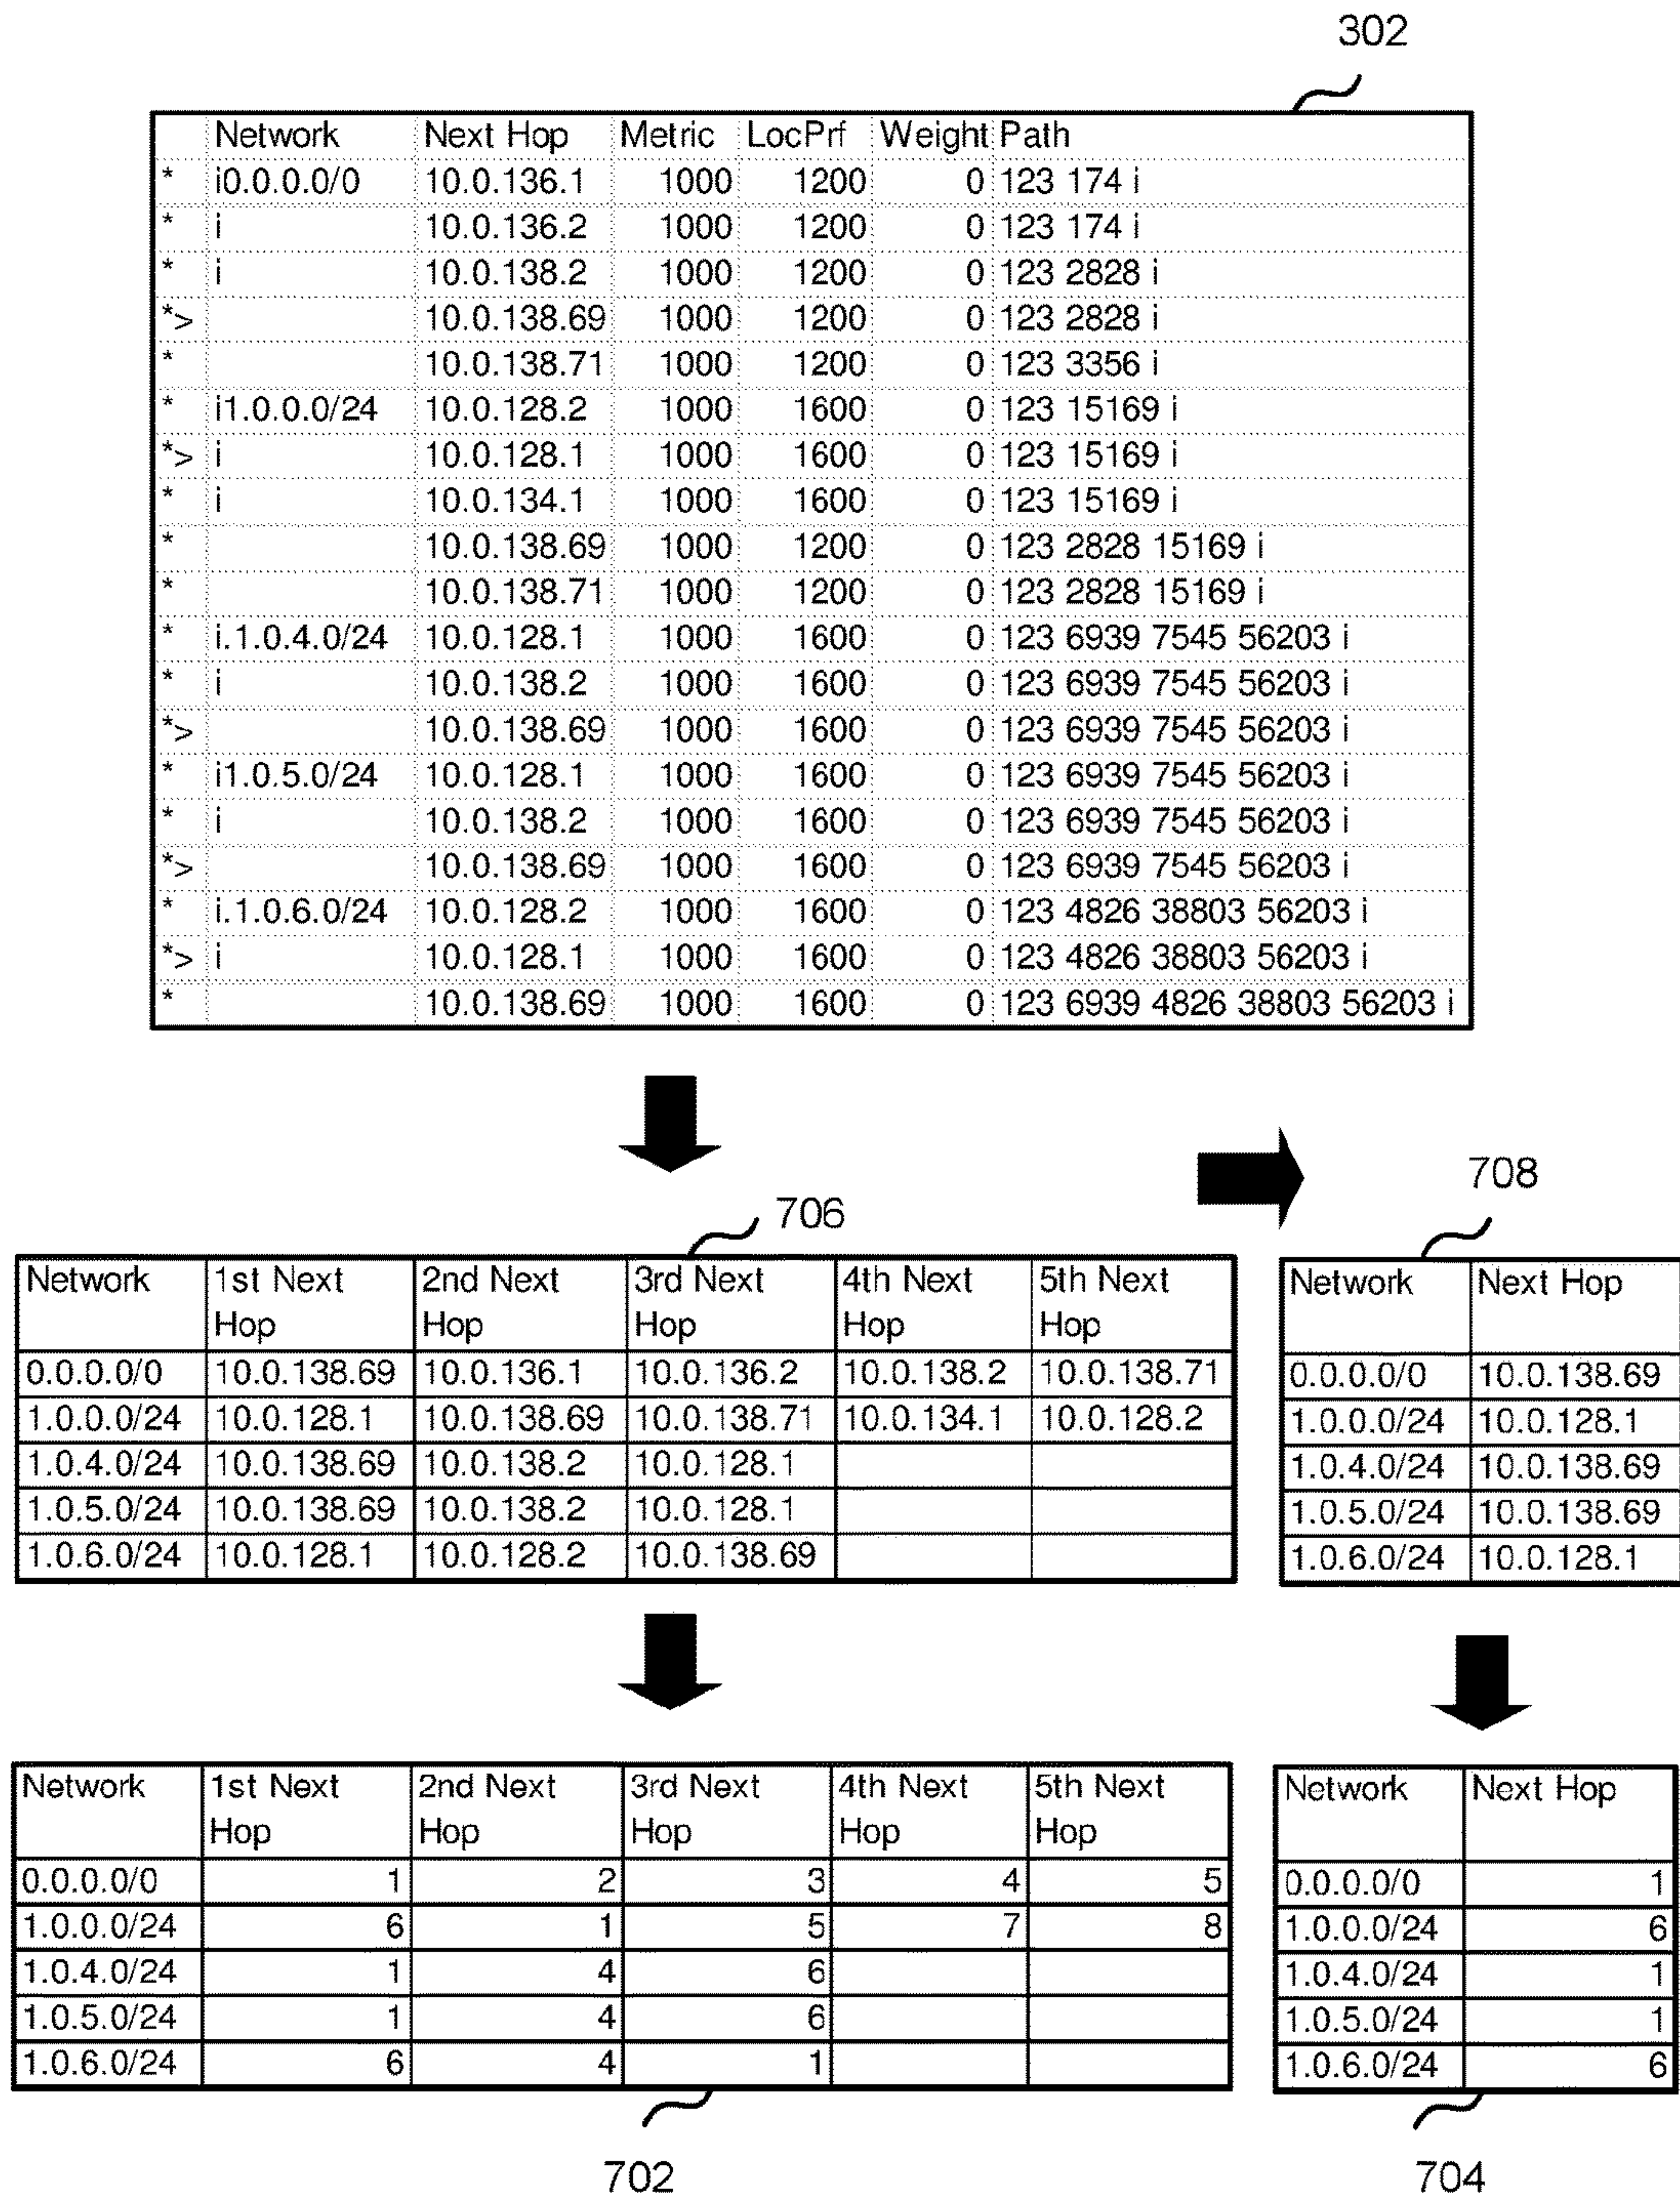 302
Network Next Hop Metric LocPrf Weight Path
* i0.0.0.0/0 10.0.136.1 1000 1200 0 123 174 i
* i 10.0.136.2 1000 1200 0 123 174 i
* i 10.0.138.2 1000 1200 0 123 2828 i
*> 10.0.138.69 1000 1200 0 123 2828 i
* 10.0.138.71 1000 1200 0 123 3356 i
* i1.0.0.0/24 10.0.128.2 1000 1600 0 123 15169 i
*> i 10.0.128.1 1000 1600 0 123 15169 i
* i 10.0.134.1 1000 1600 0 123 15169 i
* 10.0.138.69 1000 1200 0 123 2828 15169 i
* 10.0.138.71 1000 1200 0 123 2828 15169 i
* i.1.0.4.0/24 10.0.128.1 1000 1600 0 123 6939 7545 56203 i
* i 10.0.138.2 1000 1600 0 123 6939 7545 56203 i
*> 10.0.138.69 1000 1600 0 123 6939 7545 56203 i
* i1.0.5.0/24 10.0.128.1 1000 1600 0 123 6939 7545 56203 i
* i 10.0.138.2 1000 1600 0 123 6939 7545 56203 i
*> 10.0.138.69 1000 1600 0 123 6939 7545 56203 i
* i.1.0.6.0/24 10.0.128.2 1000 1600 0 123 4826 38803 56203 i
*> i 10.0.128.1 1000 1600 0 123 4826 38803 56203 i
* 10.0.138.69 1000 1600 0 123 6939 4826 38803 56203 i
706
Network 1st Next Hop 2nd Next Hop 3rd Next Hop 4th Next Hop 5th Next Hop
0.0.0.0/0 10.0.138.69 10.0.136.1 10.0.136.2 10.0.138.2 10.0.138.71
1.0.0.0/24 10.0.128.1 10.0.138.69 10.0.138.71 10.0.134.1 10.0.128.2
1.0.4.0/24 10.0.138.69 10.0.138.2 10.0.128.1
1.0.5.0/24 10.0.138.69 10.0.138.2 10.0.128.1
1.0.6.0/24 10.0.128.1 10.0.128.2 10.0.138.69
708
Network Next Hop
0.0.0.0/0 10.0.138.69
1.0.0.0/24 10.0.128.1
1.0.4.0/24 10.0.138.69
1.0.5.0/24 10.0.138.69
1.0.6.0/24 10.0.128.1
Network 1st Next Hop 2nd Next Hop 3rd Next Hop 4th Next Hop 5th Next Hop
0.0.0.0/0 1 2 3 4 5
1.0.0.0/24 6 1 5 7 8
1.0.4.0/24 1 4 6
1.0.5.0/24 1 4 6
1.0.6.0/24 6 4 1
702
Network Next Hop
0.0.0.0/0 1
1.0.0.0/24 6
1.0.4.0/24 1
1.0.5.0/24 1
1.0.6.0/24 6
704